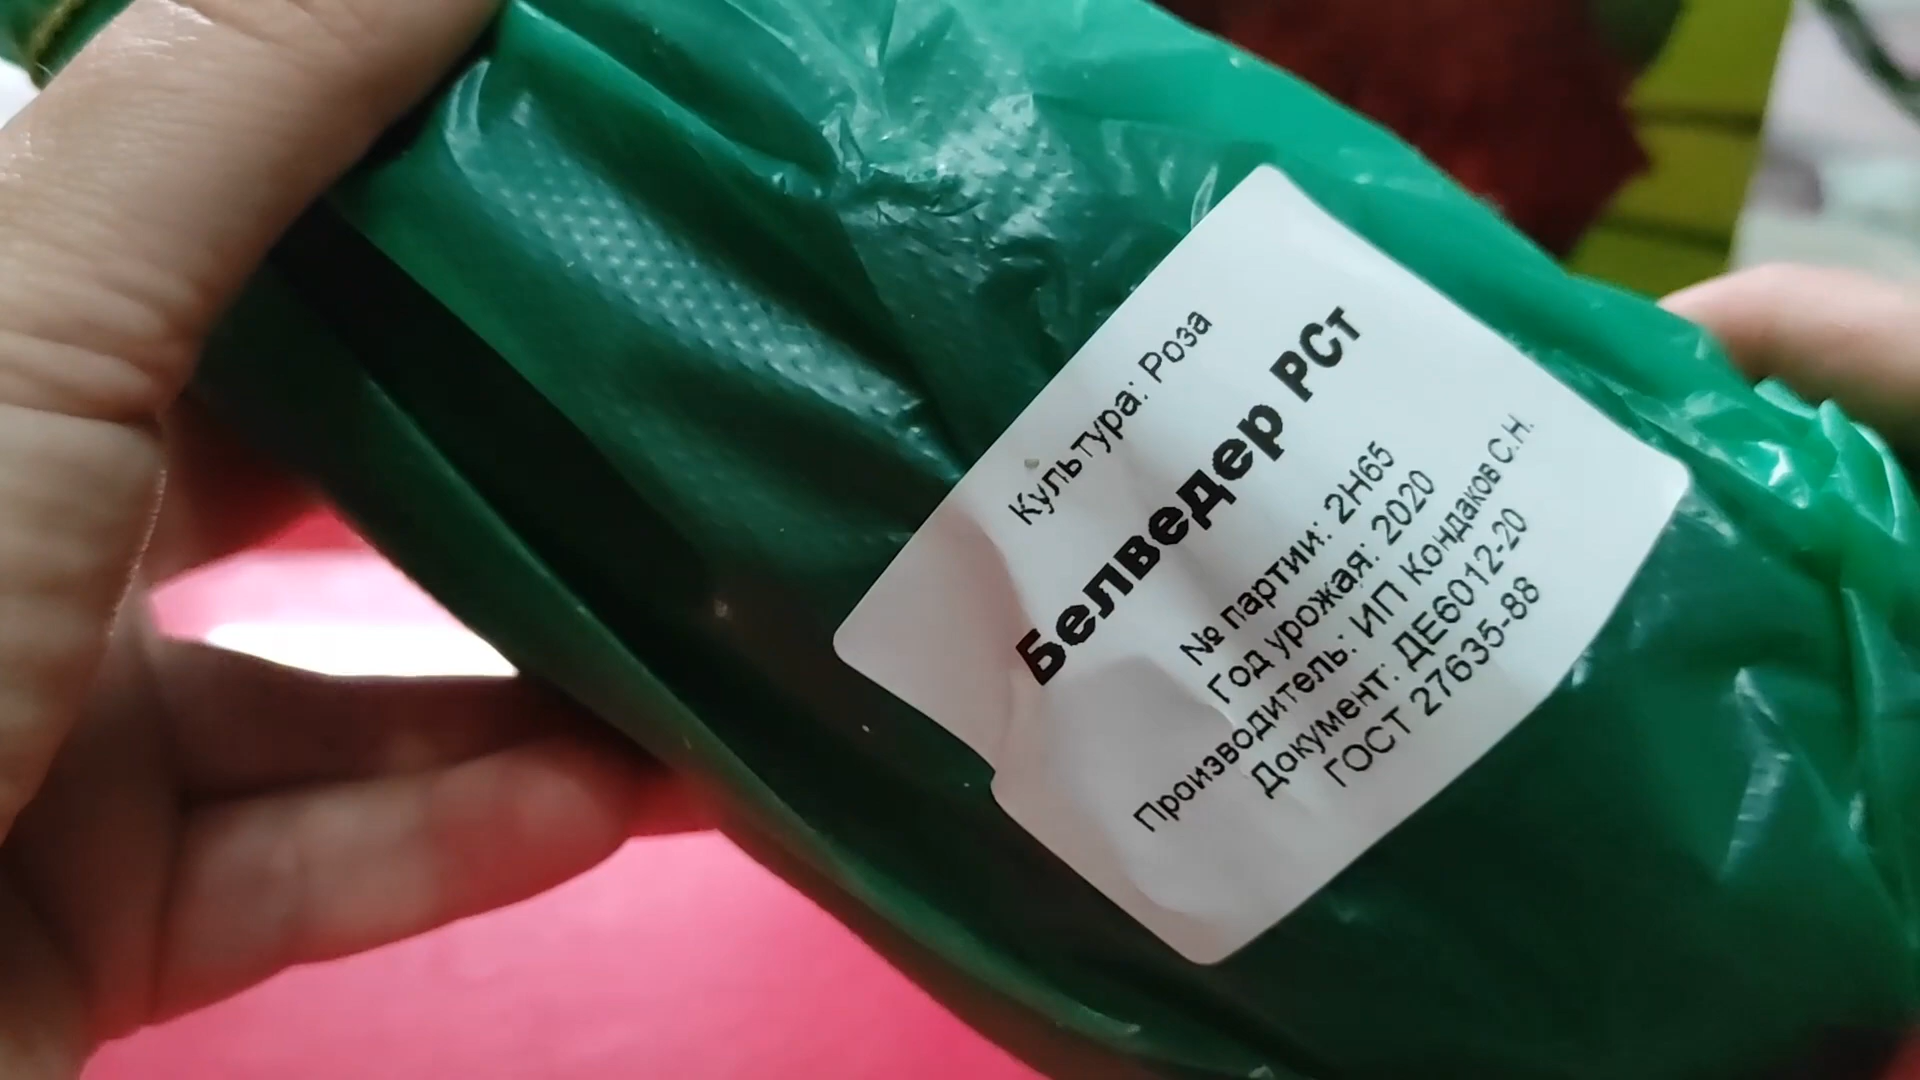 Культура: Роза
Белведер РСт
№ партии: 2Н65
Год урожая: 2020
Производитель: ИП Кондаков С.Н.
Документ: ДЕ6012-20
ГОСТ 27635-88